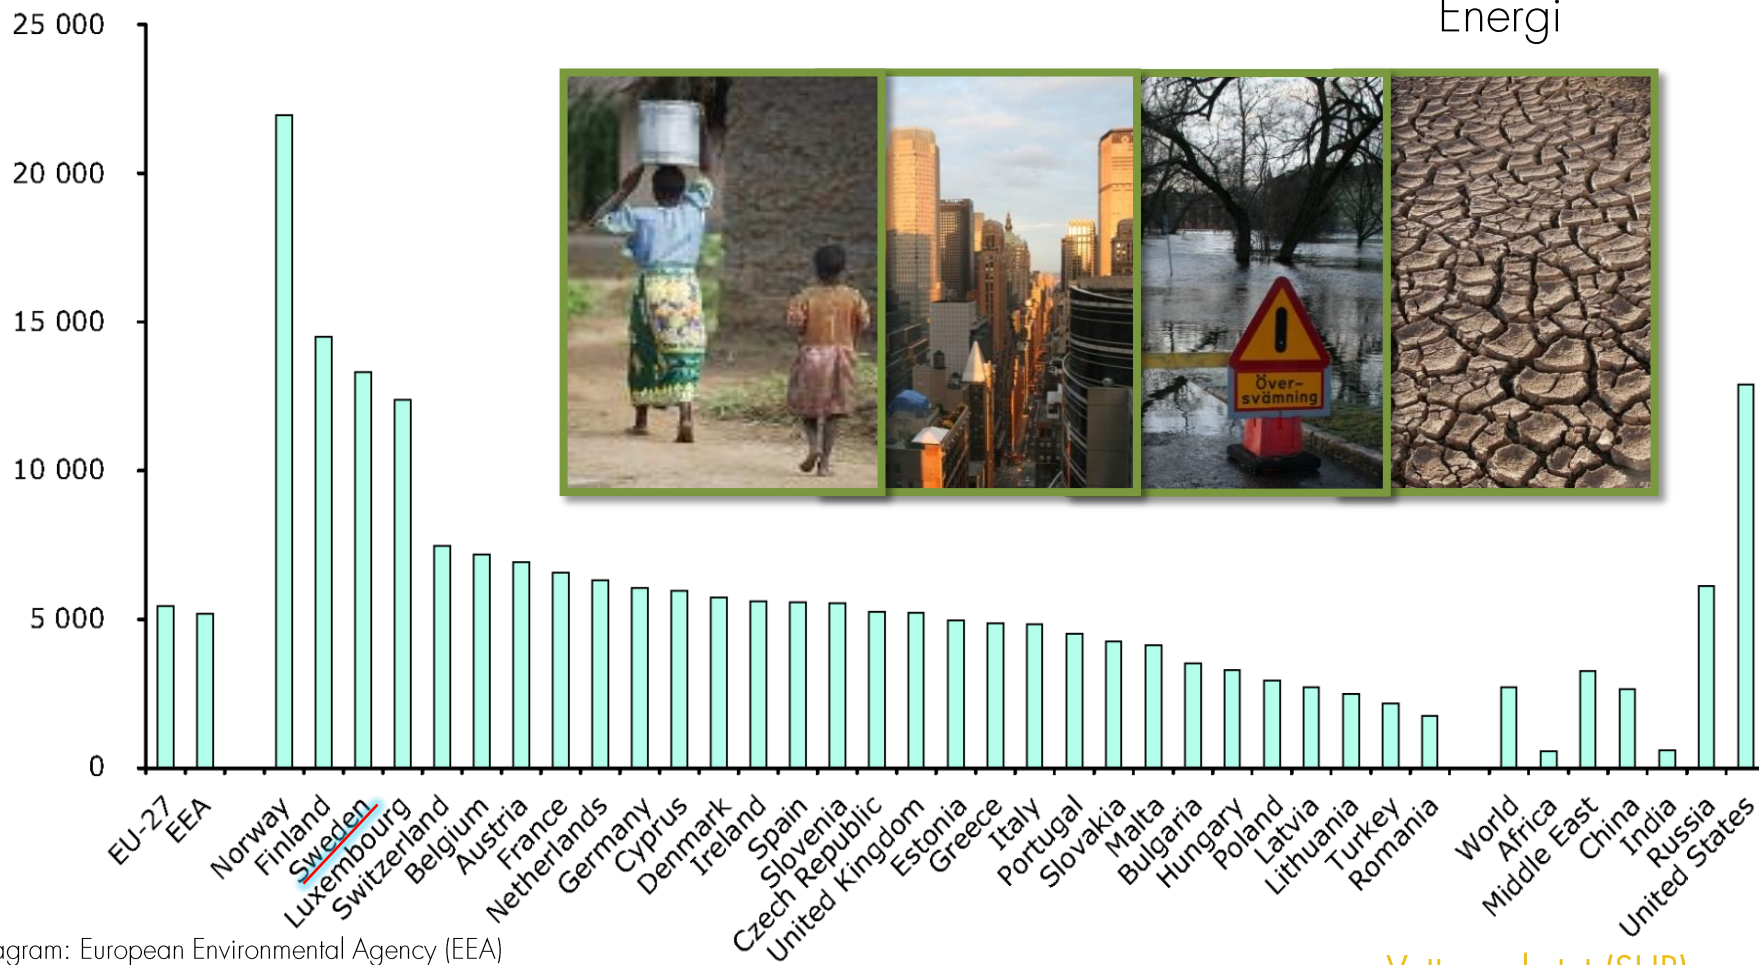 Energi
25 000
20 000
15 000
10 000
5 000
0
Över-
svämning
EU-27
EEA
Norway
Finland
Sweden
Luxembourg
Switzerland
Belgium
Austria
France
Netherlands
Germany
Cyprus
Denmark
Ireland
Spain
Slovenia
Czech Republic
United Kingdom
Estonia
Greece
Italy
Portugal
Slovakia
Malta
Bulgaria
Hungary
Poland
Latvia
Lithuania
Turkey
Romania
World
Africa
Middle East
China
India
Russia
United States
agram: European Environmental Agency (EEA)